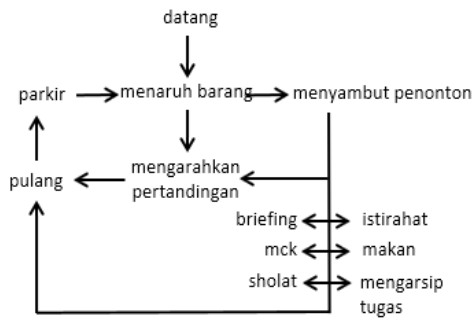 datang
parkir
menaruh barang
menyambut penonton
mengarahkan
pertandingan
pulang
briefing
istirahat
mck
makan
sholat
mengarsip
tugas